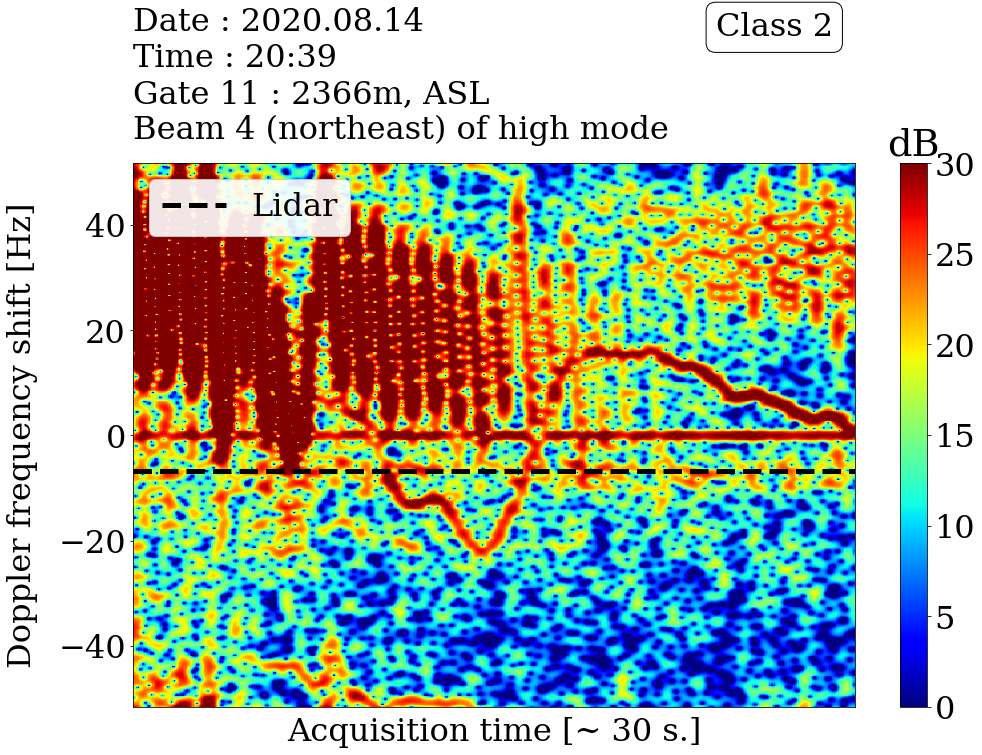 Date : 2020.08.14
Time : 20:39
Gate 11 : 2366m, ASL
Beam 4 (northeast) of high mode
Class 2
dB
Lidar
Doppler frequency shift [Hz]
40
20
0
−20
−40
30
25
20
15
10
5
0
Acquisition time [~ 30 s.]